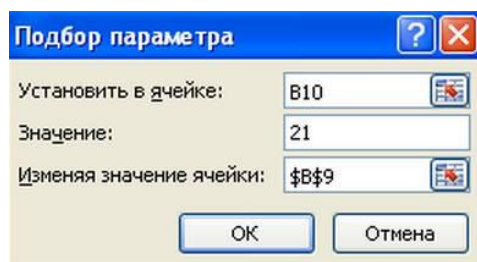 Подбор параметра
Установить в ячейке: B10
Значение: 21
Изменяя значение ячейки: $B$9
ОК Отмена